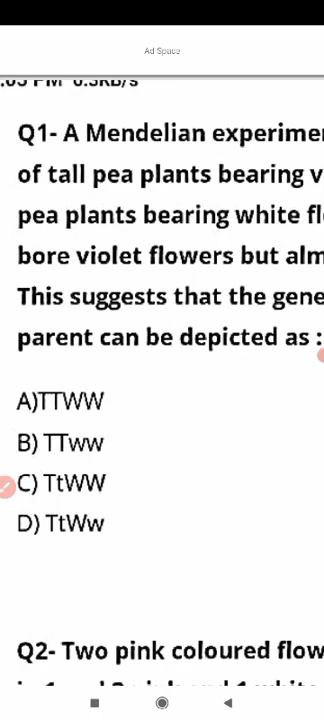 Ad Space
Q1- A Mendelian experime
of tall pea plants bearing v
pea plants bearing white fl
bore violet flowers but alm
This suggests that the gene
parent can be depicted as :
A)TTWW
B) TTww
C) TtWW
D) TtWw
Q2- Two pink coloured flow